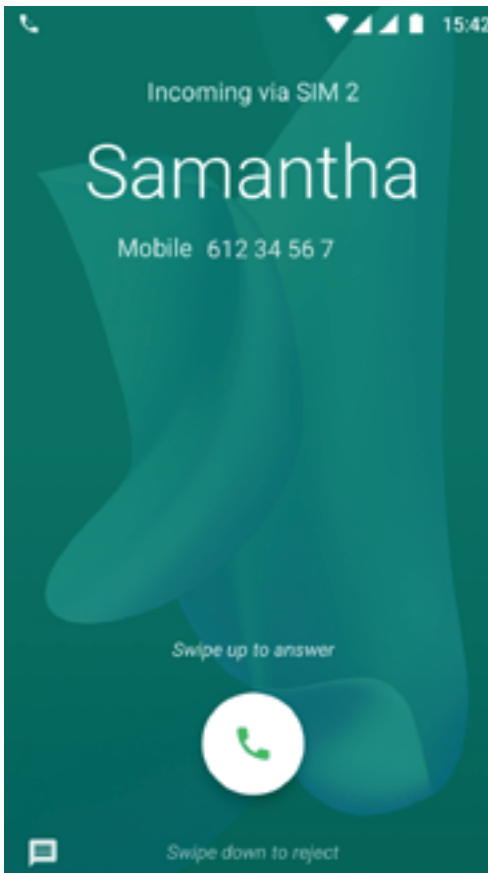 15:42
Incoming via SIM 2
Samantha
Mobile 612 34 56 7
Swipe up to answer
Swipe down to reject